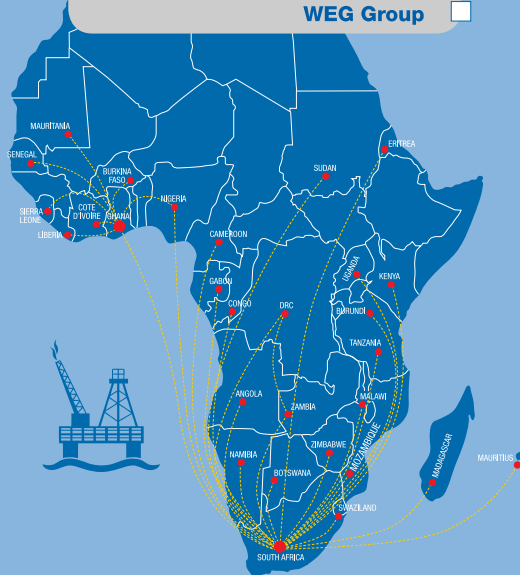 WEG Group
MAURITANIA
SENEGAL
BURKINA
FASO
SUDAN
ERITREA
SIERRA
LEONE
COTE
D'IVOIRE
GHANA
NIGERIA
LIBERIA
CAMEROON
UGANDA
KENYA
GABON
CONGO
DRC
BURUNDI
TANZANIA
ANGOLA
ZAMBIA
MALAWI
ZIMBABWE
MOZAMBIQUE
NAMIBIA
BOTSWANA
MADAGASCAR
MAURITIUS
SWAZILAND
SOUTH AFRICA